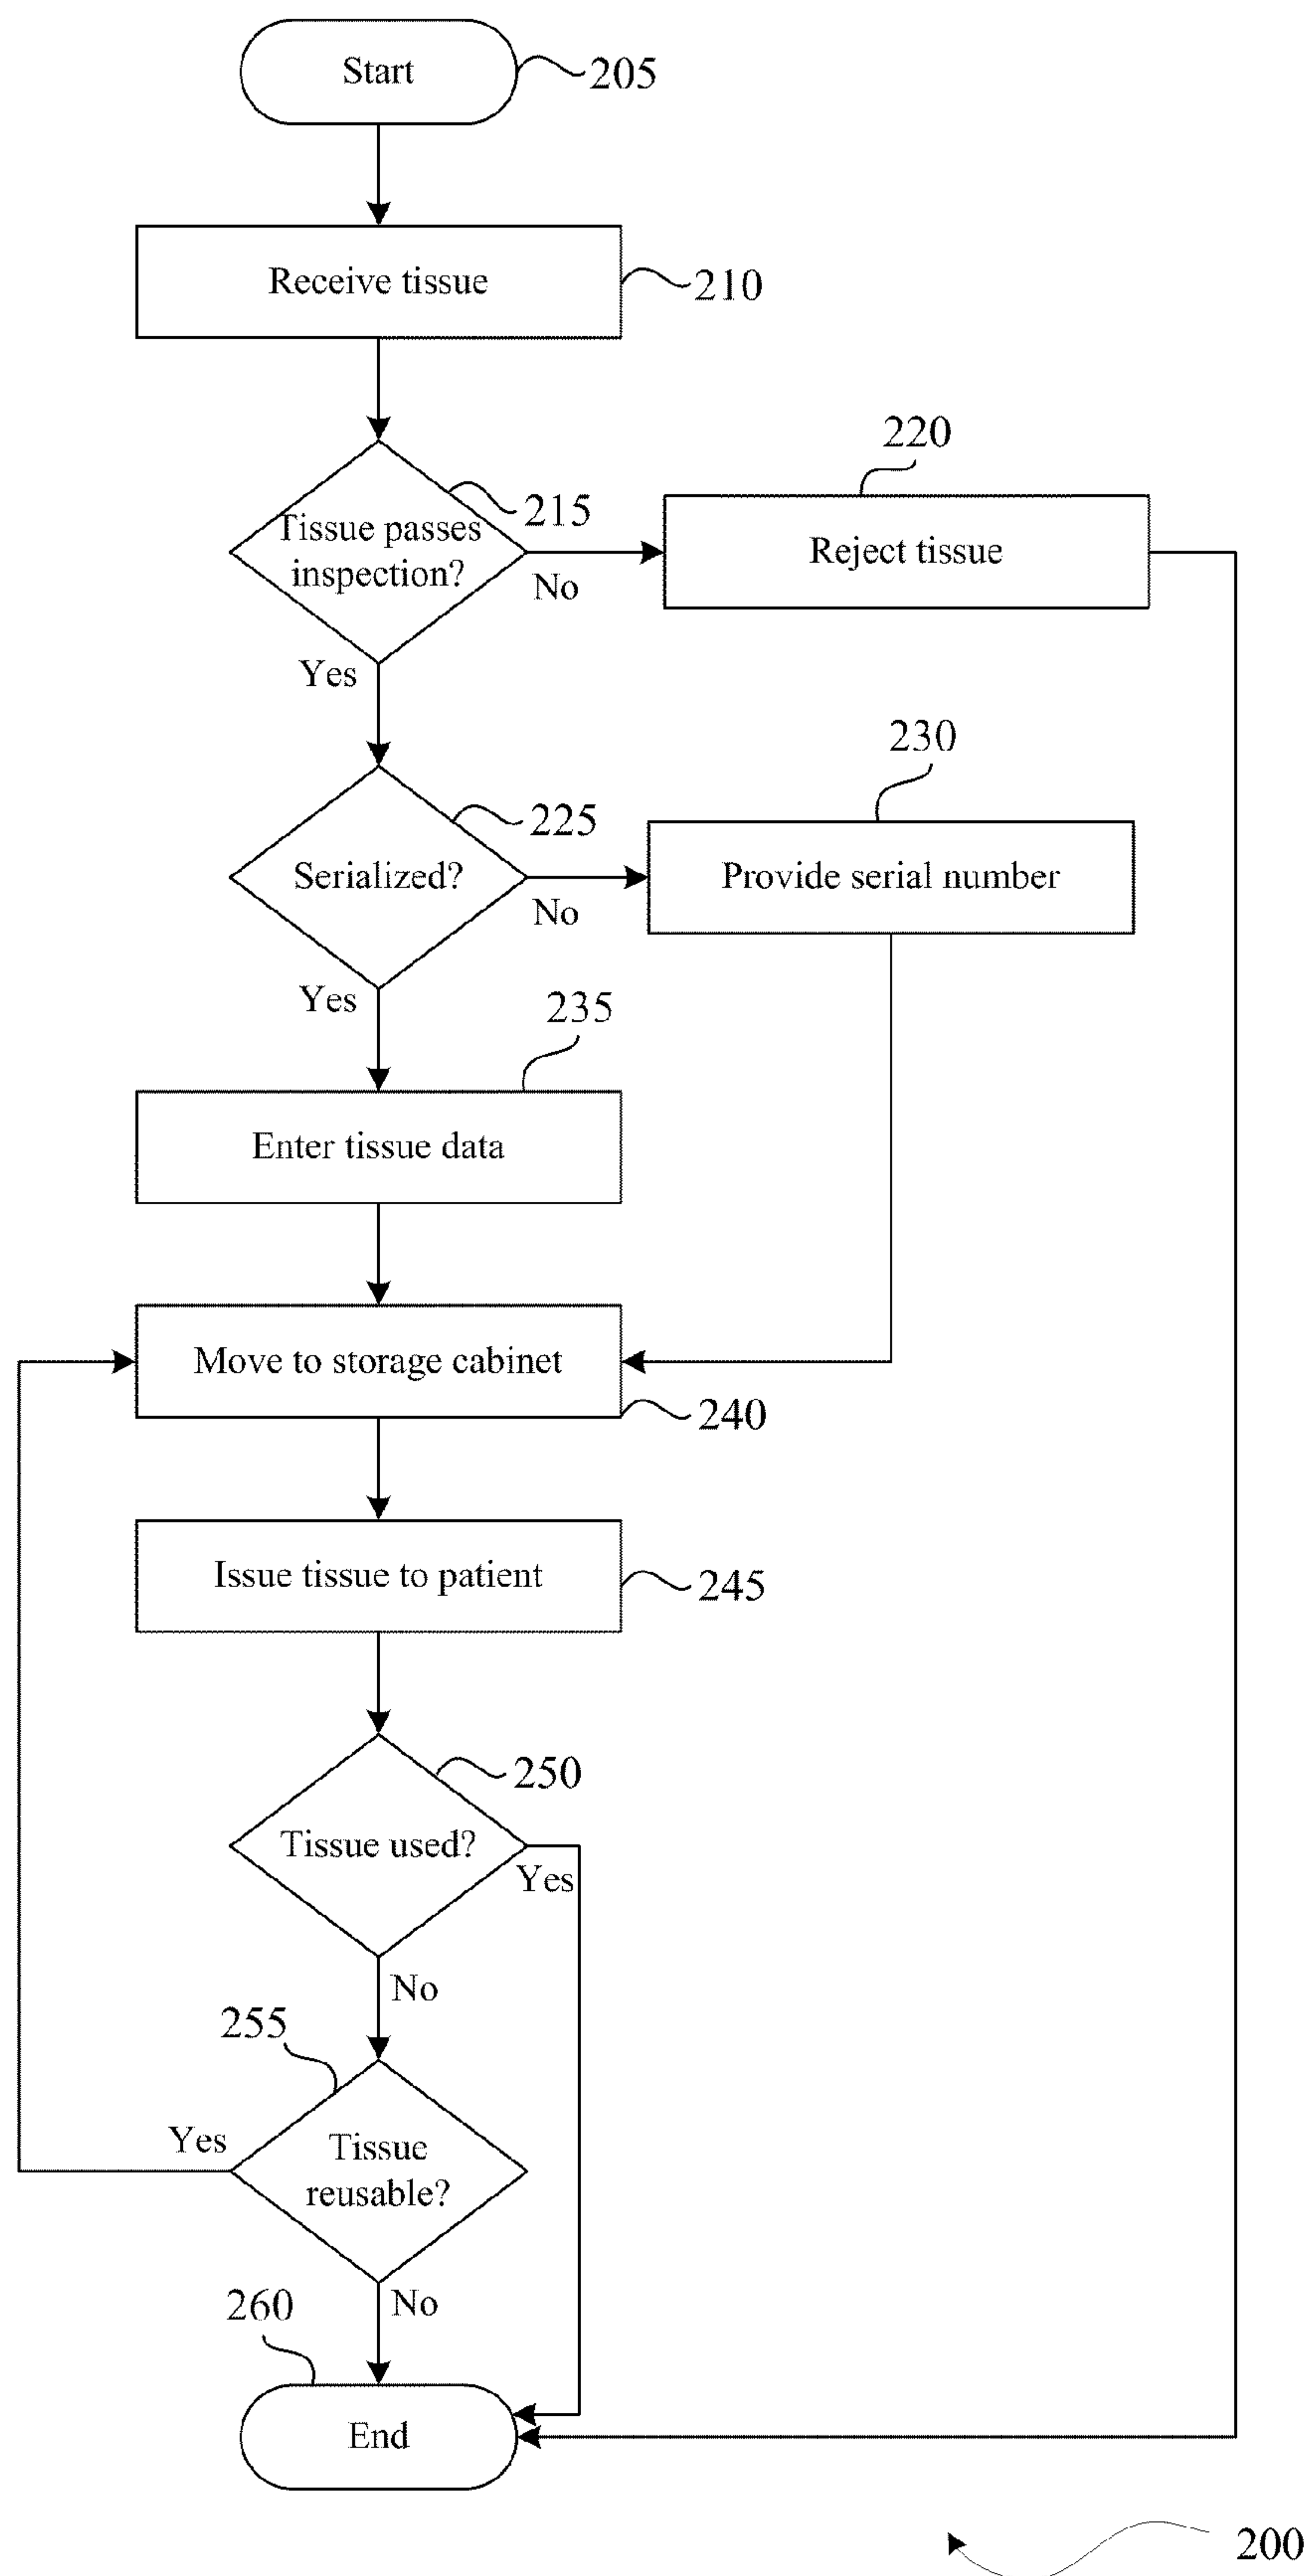 Start
205
Receive tissue
210
220
215
Tissue passes
inspection?
Reject tissue
No
Yes
230
225
Serialized?
Provide serial number
No
Yes
235
Enter tissue data
Move to storage cabinet
240
Issue tissue to patient
245
250
Tissue used?
Yes
No
255
Yes
Tissue
reusable?
No
260
End
200